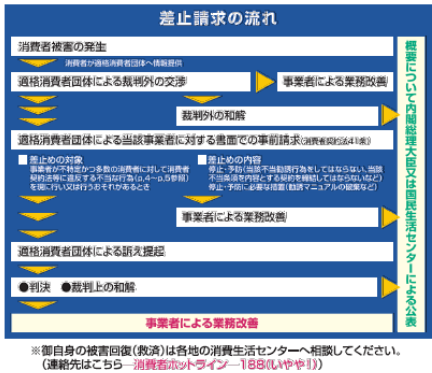 差止請求の流れ
消費者被害の発生
消費者が適格消費者団体へ情報提供
適格消費者団体による裁判外の交渉
事業者による業務改善
裁判外の和解
適格消費者団体による当該事業者に対する書面での事前請求(消費者契約法41条)
■差止めの対象
事業者が不特定かつ多数の消費者に対して消費者
契約法等に違反する不当な行為(p.4～p.5参照)
を現に行い又は行うおそれがあるとき
■差止めの内容
停止・予防(当該不当勧誘行為をしてはならない、当該
不当条項を内容とする契約を締結してはならないなど)
停止・予防に必要な措置(勧誘マニュアルの破棄など)
事業者による業務改善
適格消費者団体による訴え提起
●判決 ●裁判上の和解
事業者による業務改善
概要について内閣総理大臣又は国民生活センターによる公表
※御自身の被害回復(救済)は各地の消費生活センターへ相談してください。
(連絡先はこちら─消費者ホットライン─188(いやや!))